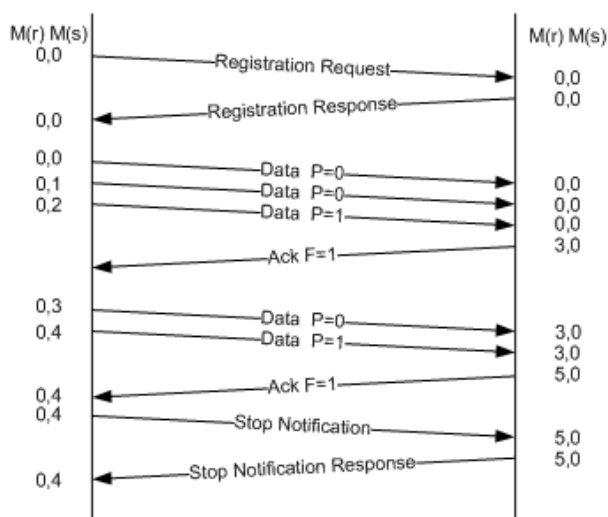 M(r) M(s)
M(r) M(s)
0,0
Registration Request
0,0
Registration Response
0,0
0,0
0,0
Data P=0
0,1
Data P=0
0,0
0,2
Data P=1
0,0
0,0
Ack F=1
3,0
0,3
Data P=0
0,4
Data P=1
3,0
3,0
Ack F=1
5,0
0,4
0,4
Stop Notification
5,0
Stop Notification Response
5,0
0,4